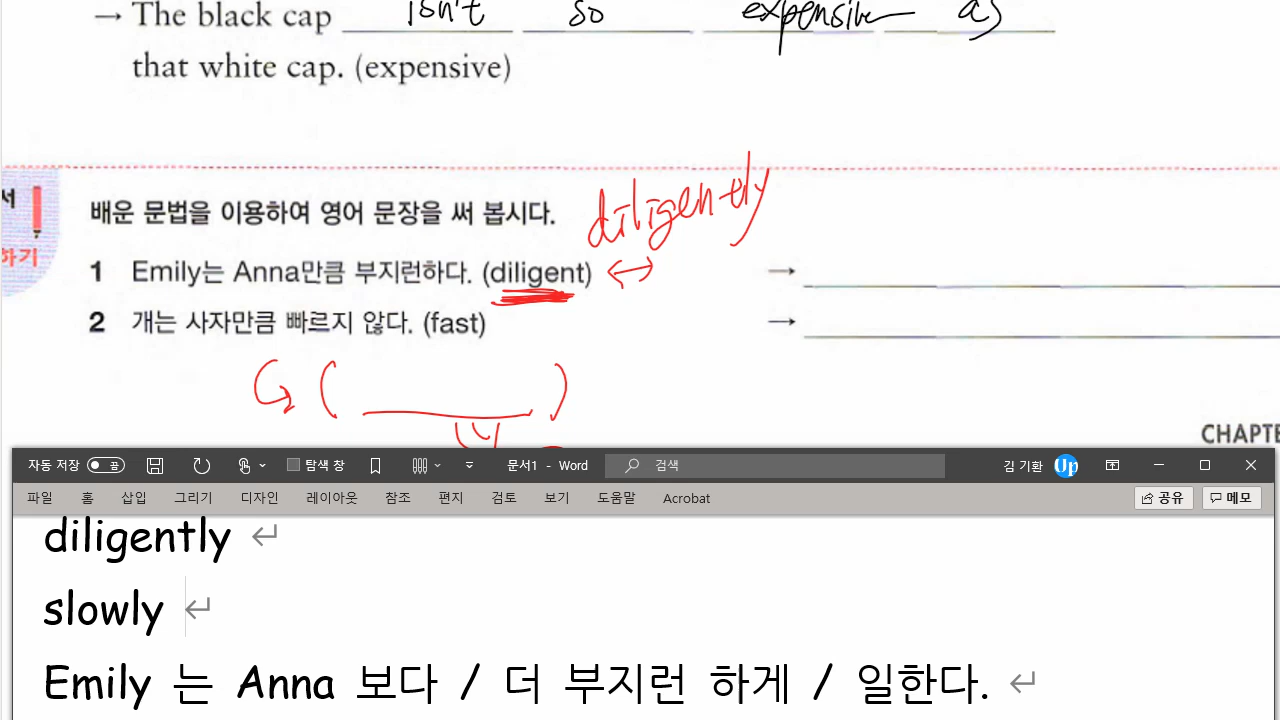 → The black cap isn't so expensive as
that white cap. (expensive)
배운 문법을 이용하여 영어 문장을 써 봅시다.
하기
diligently
1 Emily는 Anna만큼 부지런하다. (diligent) ↔ →
2 개는 사자만큼 빠르지 않다. (fast) →
( )
CHAPTE
자동 저장 끔 탐색 창 문서1 - Word 검색 김 기환 Up
파일 홈 삽입 그리기 디자인 레이아웃 참조 편지 검토 보기 도움말 Acrobat 공유 메모
diligently
slowly
Emily 는 Anna 보다 / 더 부지런 하게 / 일한다.